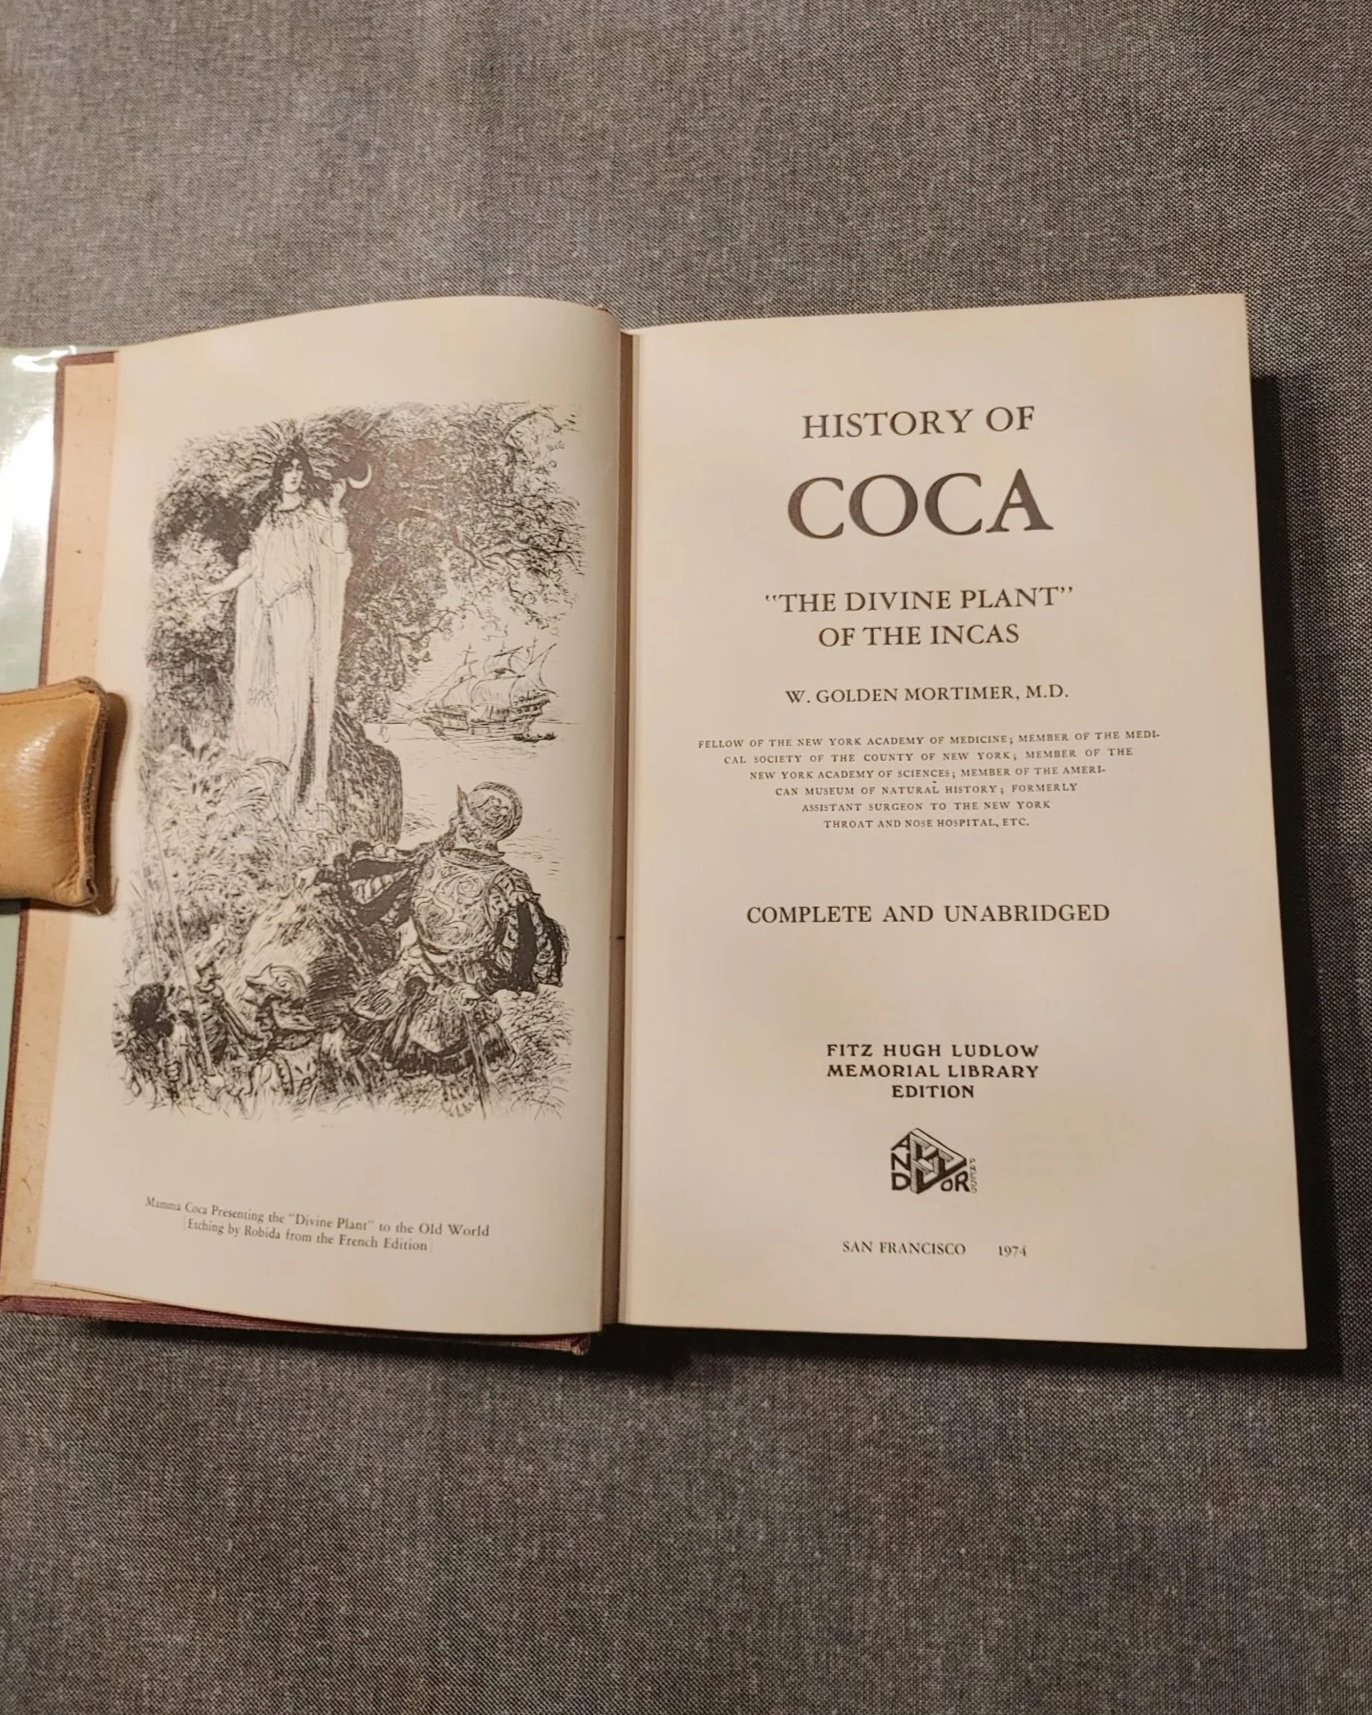 Mamma Coca Presenting the "Divine Plant" to the Old World
[Etching by Robida from the French Edition]
HISTORY OF
COCA
"THE DIVINE PLANT"
OF THE INCAS
W. GOLDEN MORTIMER, M.D.
FELLOW OF THE NEW YORK ACADEMY OF MEDICINE; MEMBER OF THE MEDI-
CAL SOCIETY OF THE COUNTY OF NEW YORK; MEMBER OF THE
NEW YORK ACADEMY OF SCIENCES; MEMBER OF THE AMERI-
CAN MUSEUM OF NATURAL HISTORY; FORMERLY
ASSISTANT SURGEON TO THE NEW YORK
THROAT AND NOSE HOSPITAL, ETC.
COMPLETE AND UNABRIDGED
FITZ HUGH LUDLOW
MEMORIAL LIBRARY
EDITION
AND/OR
PRESS
SAN FRANCISCO 1974